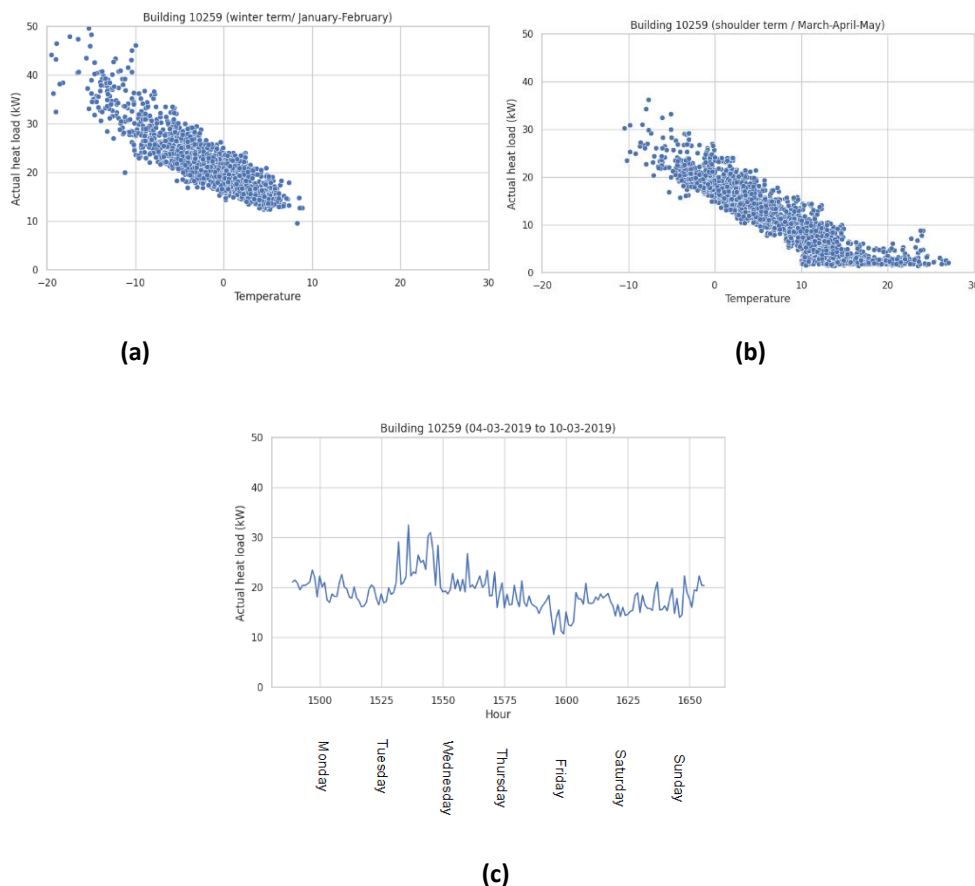 Building 10259 (winter term/ January-February)
50
40
30
20
10
0
Actual heat load (kW)
−20 −10 0 10 20 30
Temperature
(a)
Building 10259 (shoulder term / March-April-May)
50
40
30
20
10
0
Actual heat load (kW)
−20 −10 0 10 20 30
Temperature
(b)
Building 10259 (04-03-2019 to 10-03-2019)
50
40
30
20
10
0
Actual heat load (kW)
1500 1525 1550 1575 1600 1625 1650
Hour
Monday
Tuesday
Wednesday
Thursday
Friday
Saturday
Sunday
(c)